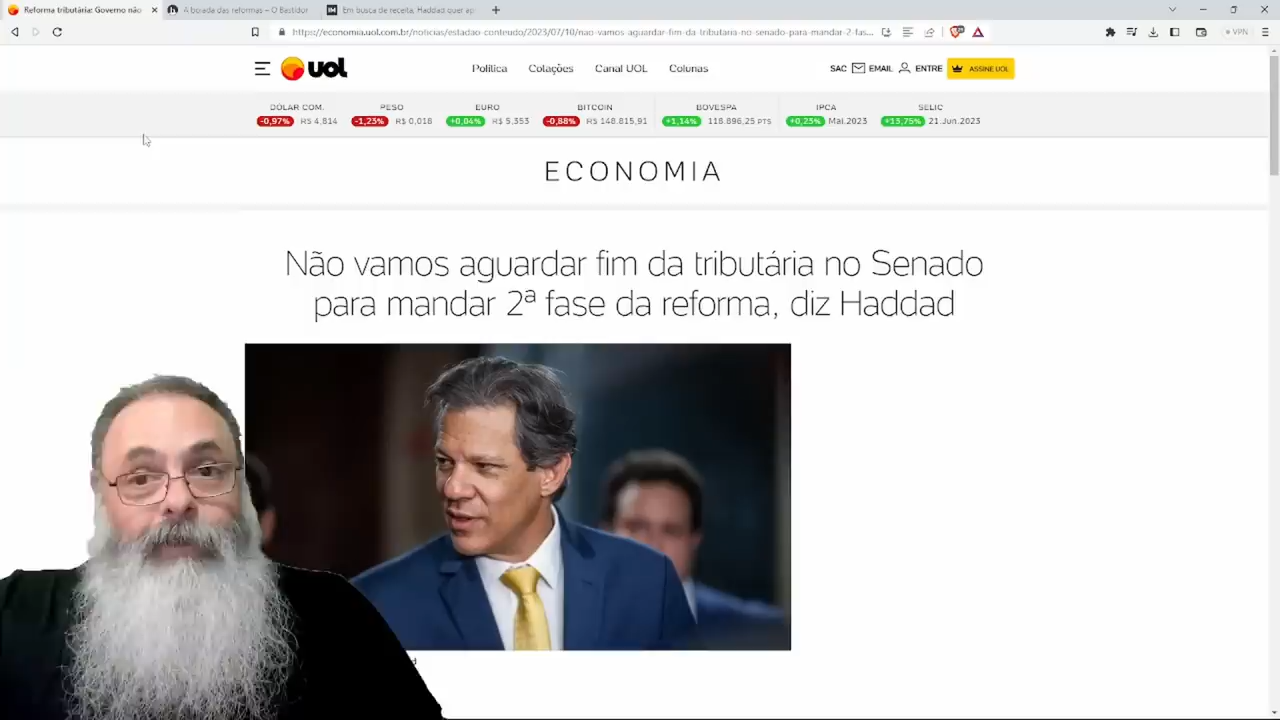 Reforma tributária: Governo não
A boiada das reformas – O Bastidor
Em busca de receita, Haddad quer ap
https://economia.uol.com.br/noticias/estadao-conteudo/2023/07/10/nao-vamos-aguardar-fim-da-tributaria-no-senado-para-mandar-2-fas...
VPN
UOL
Política Colações Canal UOL Colunas
SAC EMAIL ENTRE ASSINE UOL
DÓLAR COM. PESO EURO BITCOIN BOVESPA IPCA SELIC
-0,97% R$ 4,814 -1,23% R$ 0,018 +0,04% R$ 5,353 -0,88% R$ 148.815,91 +1,14% 118.896,25 PTS +0,23% Mai.2023 +13,75% 21.Jun.2023
ECONOMIA
Não vamos aguardar fim da tributária no Senado
para mandar 2ª fase da reforma, diz Haddad